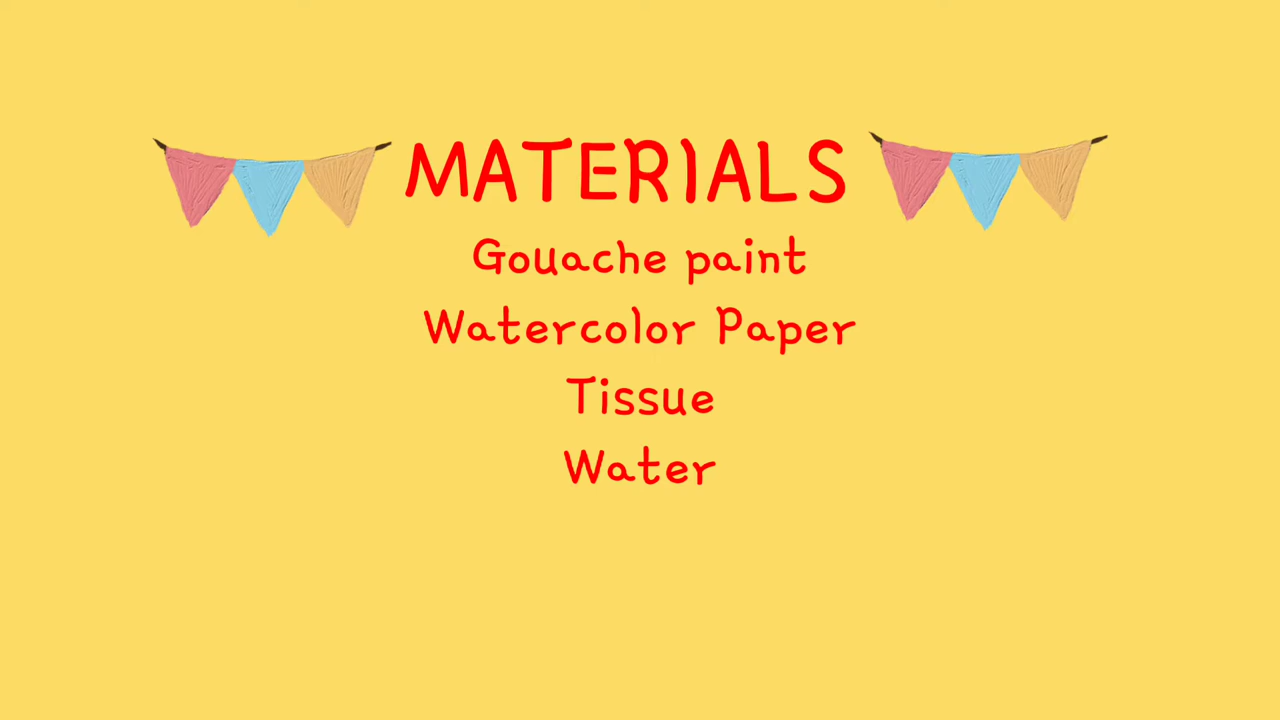 MATERIALS
Gouache paint
Watercolor Paper
Tissue
Water